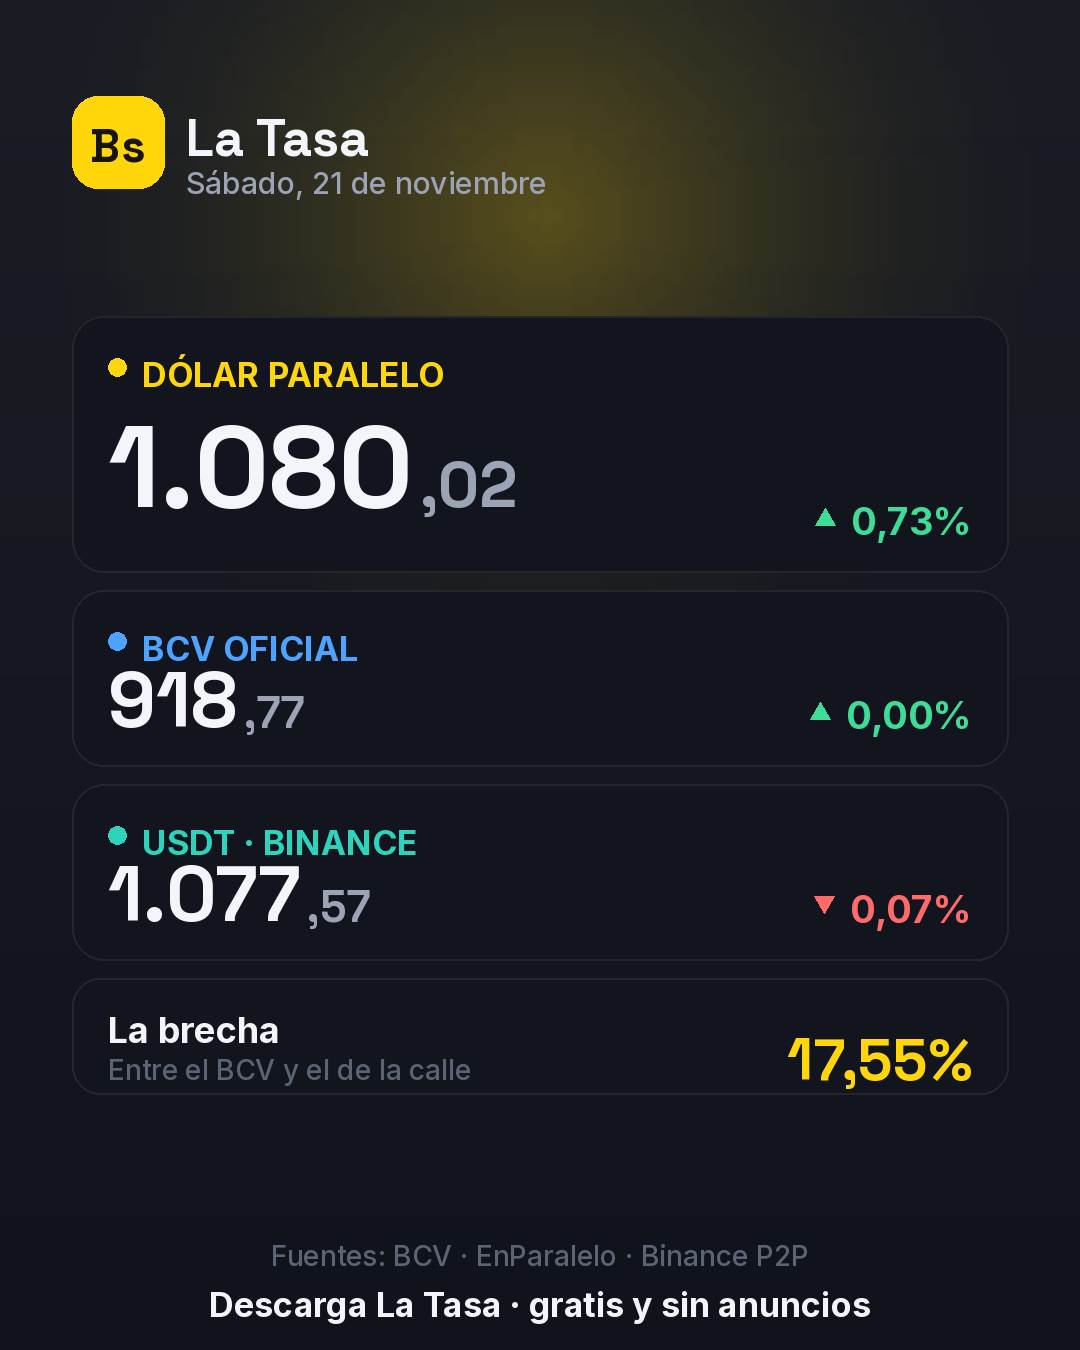 Bs
La Tasa
Sábado, 21 de noviembre
DÓLAR PARALELO
1.080,02
▲ 0,73%
BCV OFICIAL
918,77
▲ 0,00%
USDT · BINANCE
1.077,57
▼ 0,07%
La brecha
Entre el BCV y el de la calle
17,55%
Fuentes: BCV · EnParalelo · Binance P2P
Descarga La Tasa · gratis y sin anuncios